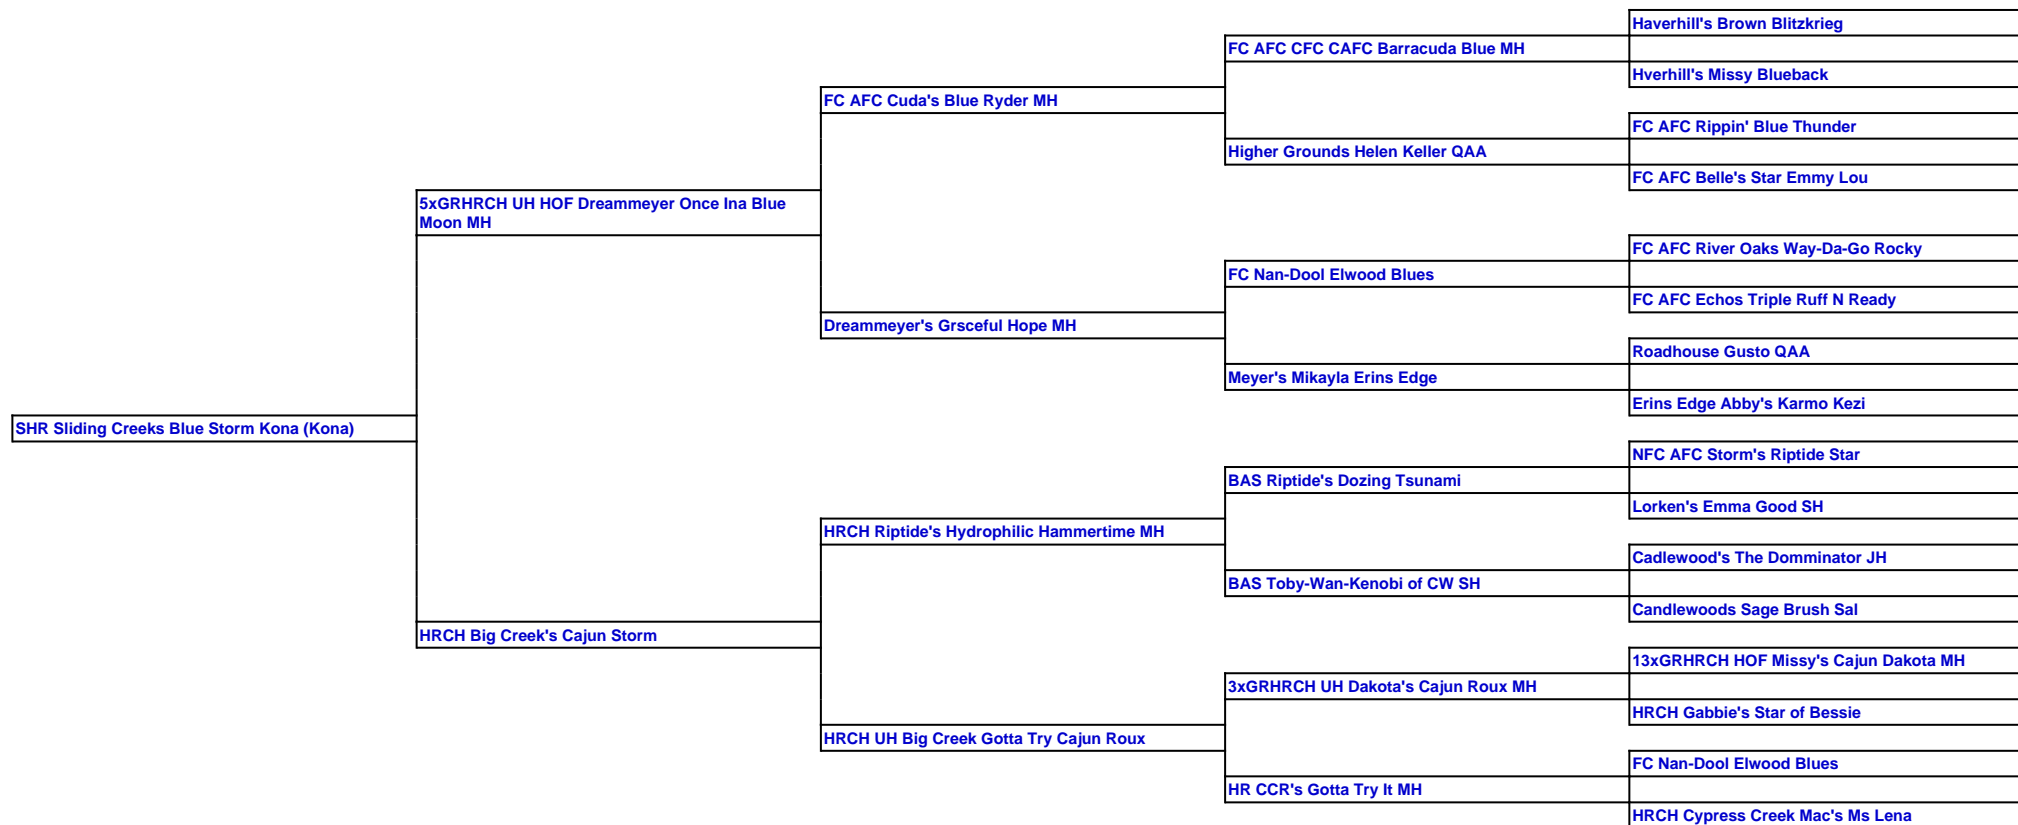 Haverhill's Brown Blitzkrieg
FC AFC CFC CAFC Barracuda Blue MH
Hverhill's Missy Blueback
FC AFC Cuda's Blue Ryder MH
FC AFC Rippin' Blue Thunder
Higher Grounds Helen Keller QAA
FC AFC Belle's Star Emmy Lou
5xGRHRCH UH HOF Dreammeyer Once Ina Blue
Moon MH
FC AFC River Oaks Way-Da-Go Rocky
FC Nan-Dool Elwood Blues
FC AFC Echos Triple Ruff N Ready
Dreammeyer's Grsceful Hope MH
Roadhouse Gusto QAA
Meyer's Mikayla Erins Edge
Erins Edge Abby's Karmo Kezi
SHR Sliding Creeks Blue Storm Kona (Kona)
NFC AFC Storm's Riptide Star
BAS Riptide's Dozing Tsunami
Lorken's Emma Good SH
HRCH Riptide's Hydrophilic Hammertime MH
Cadlewood's The Domminator JH
BAS Toby-Wan-Kenobi of CW SH
Candlewoods Sage Brush Sal
HRCH Big Creek's Cajun Storm
13xGRHRCH HOF Missy's Cajun Dakota MH
3xGRHRCH UH Dakota's Cajun Roux MH
HRCH Gabbie's Star of Bessie
HRCH UH Big Creek Gotta Try Cajun Roux
FC Nan-Dool Elwood Blues
HR CCR's Gotta Try It MH
HRCH Cypress Creek Mac's Ms Lena